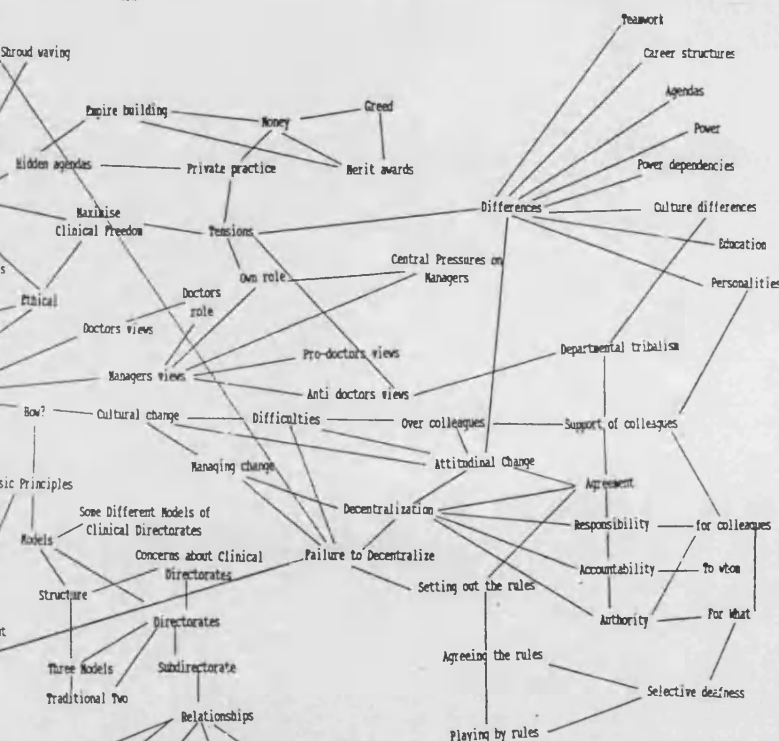 Teamwork
Shroud waving
Career structures
Agendas
Empire building
Greed
Money
Power
Hidden agendas
Private practice
Merit awards
Power dependencies
Maximise
Clinical Freedom
Tensions
Differences
Culture differences
Education
Central Pressures on
Managers
Own role
Personalities
Ethical
Doctors
role
Doctors views
Pro-doctors views
Departmental tribalism
Managers views
Anti doctors views
How?
Cultural change
Difficulties
Over colleagues
Support of colleagues
Managing change
Attitudinal Change
sic Principles
Agreement
Some Different Models of
Clinical Directorates
Decentralization
Responsibility
for colleagues
Models
Concerns about Clinical
Directorates
Failure to Decentralize
Accountability
To whom
Structure
Setting out the rules
Directorates
Authority
For What
Three Models
Subdirectorate
Agreeing the rules
Traditional Two
Selective deafness
Relationships
Playing by rules